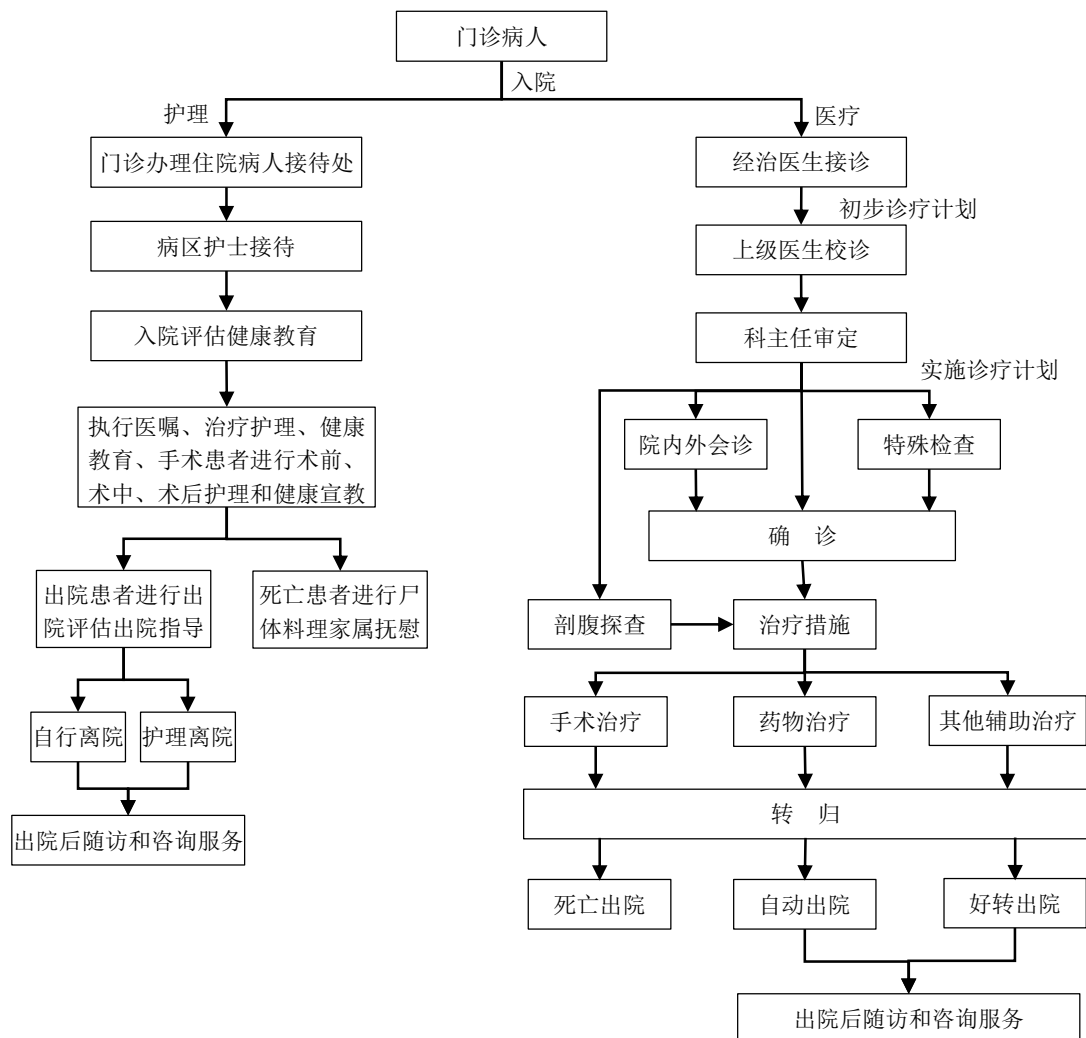 门诊病人
入院
护理
医疗
门诊办理住院病人接待处
经治医生接诊
初步诊疗计划
病区护士接待
上级医生校诊
入院评估健康教育
科主任审定
实施诊疗计划
执行医嘱、治疗护理、健康
教育、手术患者进行术前、
术中、术后护理和健康宣教
院内外会诊
特殊检查
确 诊
出院患者进行出
院评估出院指导
死亡患者进行尸
体料理家属抚慰
剖腹探查
治疗措施
自行离院
护理离院
手术治疗
药物治疗
其他辅助治疗
转 归
出院后随访和咨询服务
死亡出院
自动出院
好转出院
出院后随访和咨询服务